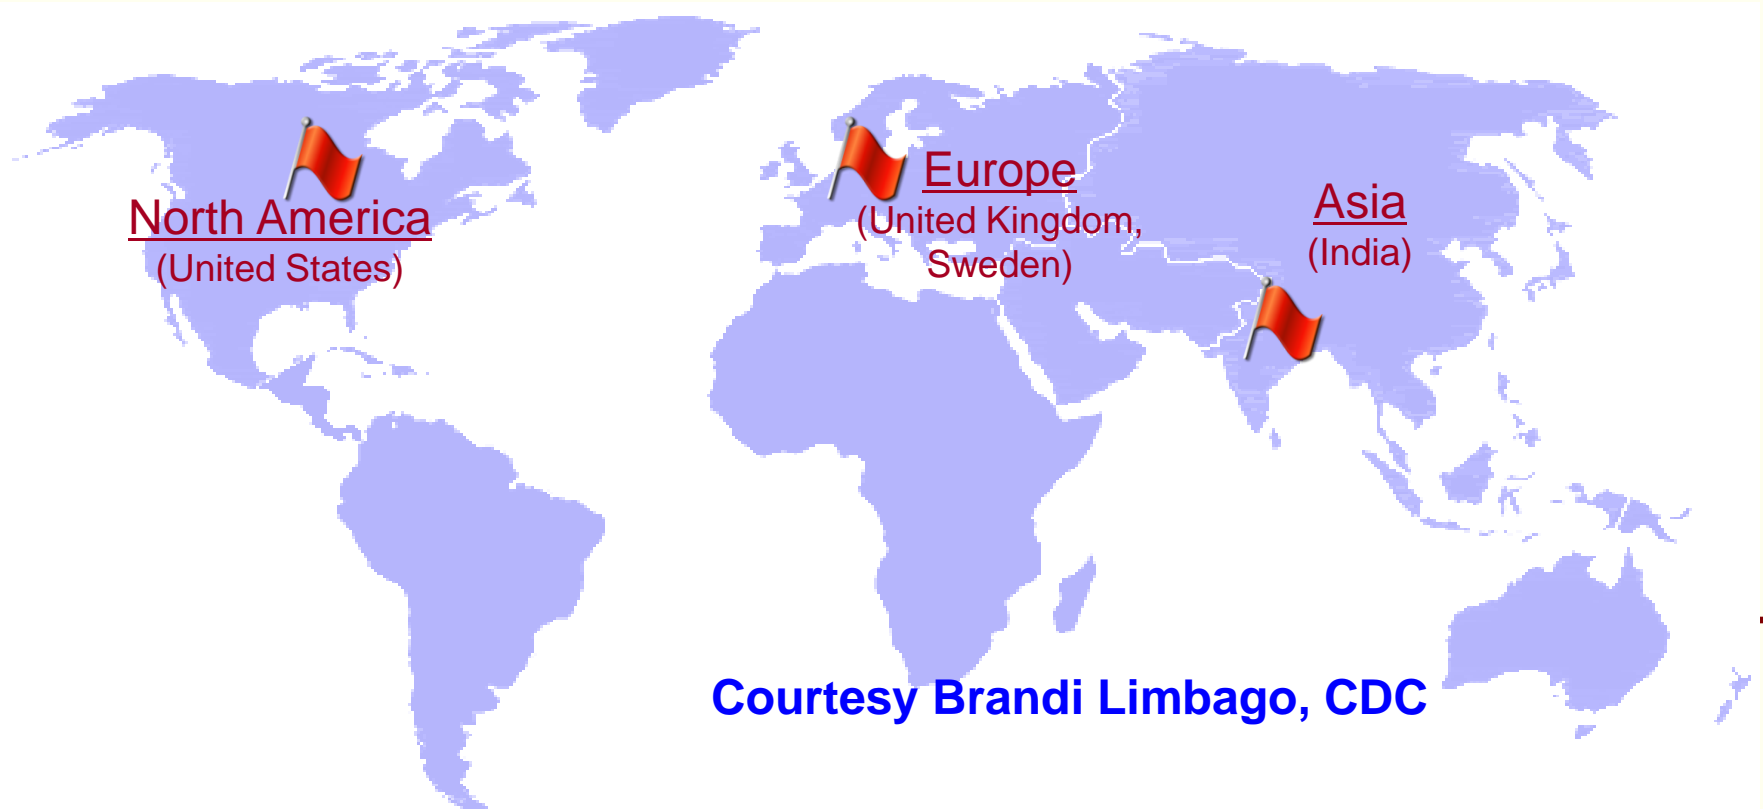 North America
(United States)
Europe
(United Kingdom,
Sweden)
Asia
(India)
Courtesy Brandi Limbago, CDC